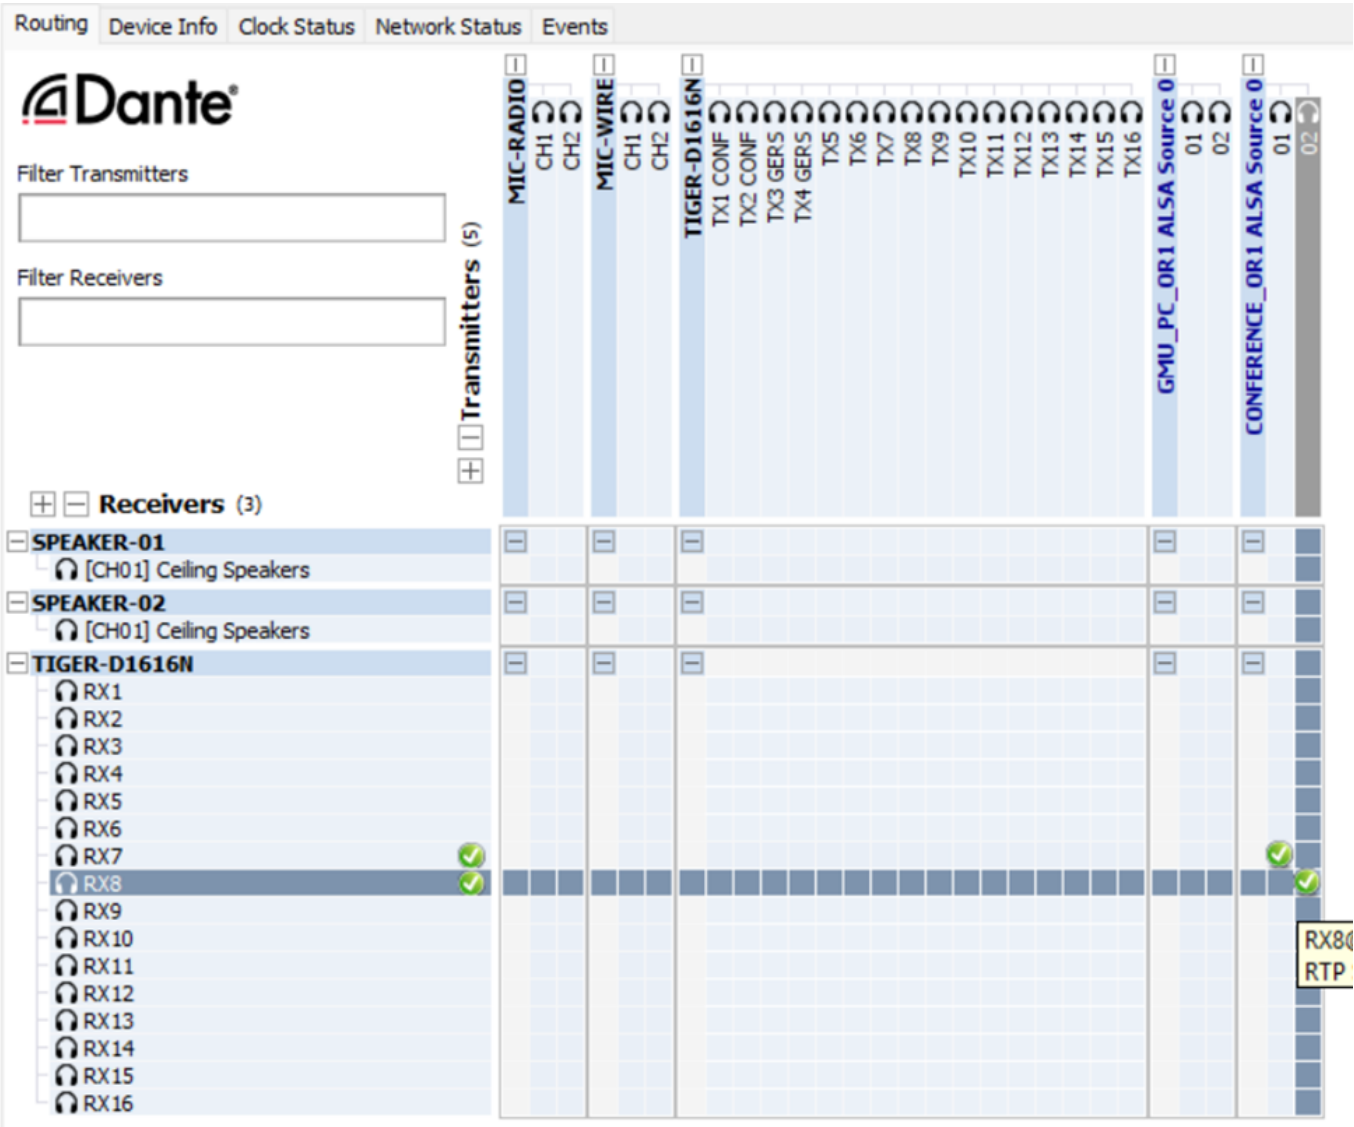 Routing Device Info Clock Status Network Status Events
Dante®
Filter Transmitters
Filter Receivers
Transmitters (5)
MIC-RADIO
CH1
CH2
MIC-WIRE
CH1
CH2
TIGER-D1616N
TX1 CONF
TX2 CONF
TX3 GERS
TX4 GERS
TX5
TX6
TX7
TX8
TX9
TX10
TX11
TX12
TX13
TX14
TX15
TX16
GMU_PC_OR1 ALSA Source 0
01
02
CONFERENCE_OR1 ALSA Source 0
01
02
Receivers (3)
SPEAKER-01
[CH01] Ceiling Speakers
SPEAKER-02
[CH01] Ceiling Speakers
TIGER-D1616N
RX1
RX2
RX3
RX4
RX5
RX6
RX7
RX8
RX9
RX10
RX11
RX12
RX13
RX14
RX15
RX16
RX8@
RTP